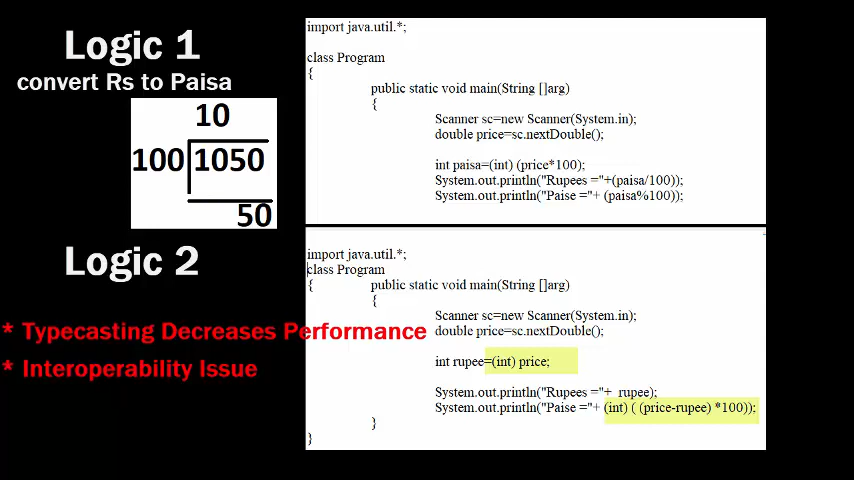 Logic 1
convert Rs to Paisa
10
100 1050
50
Logic 2
* Typecasting Decreases Performance
* Interoperability Issue
import java.util.*;
class Program
{
public static void main(String []arg)
{
Scanner sc=new Scanner(System.in);
double price=sc.nextDouble();
int paisa=(int) (price*100);
System.out.println("Rupees ="+(paisa/100));
System.out.println("Paise ="+ (paisa%100));
import java.util.*;
class Program
{ public static void main(String []arg)
{
Scanner sc=new Scanner(System.in);
double price=sc.nextDouble();
int rupee=(int) price;
System.out.println("Rupees ="+ rupee);
System.out.println("Paise ="+ (int) ( (price-rupee) *100));
}
}